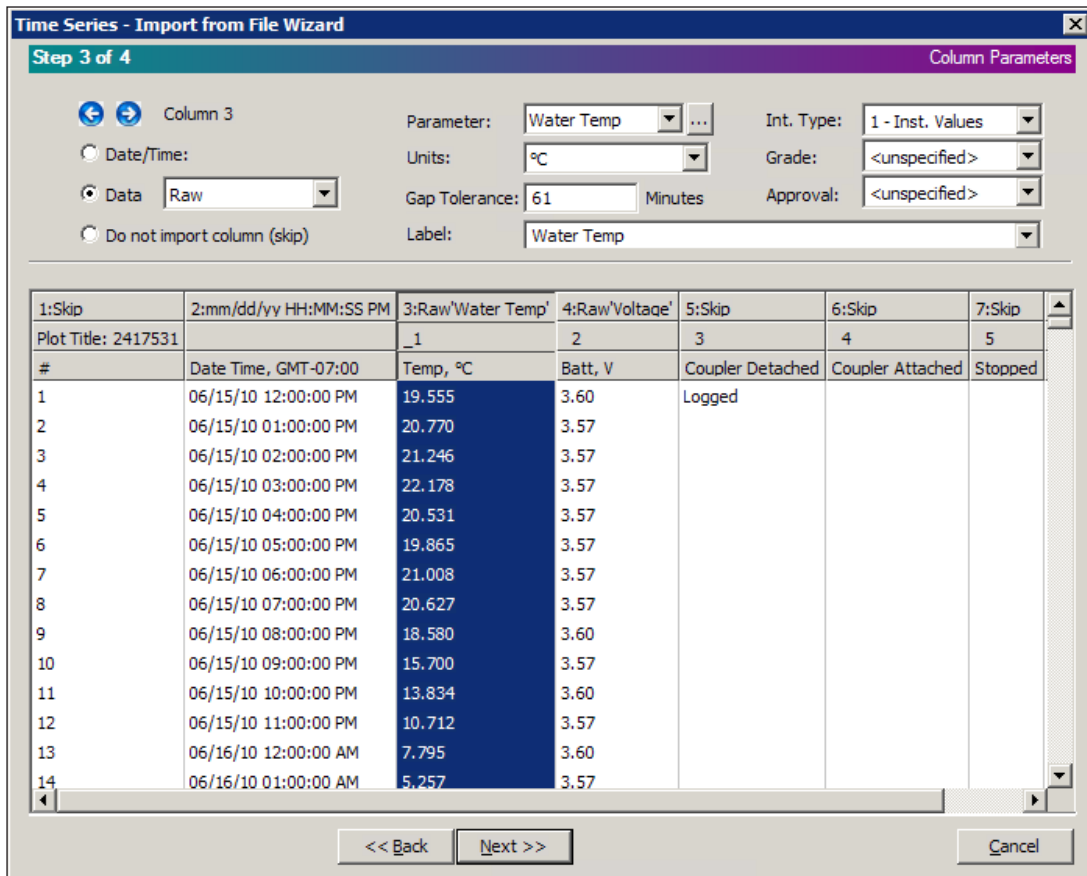 Time Series - Import from File Wizard
Step 3 of 4 Column Parameters
Column 3 Parameter: Water Temp ... Int. Type: 1 - Inst. Values
Date/Time: Units: ºC Grade: <unspecified>
Data Raw Gap Tolerance: 61 Minutes Approval: <unspecified>
Do not import column (skip) Label: Water Temp
1:Skip 2:mm/dd/yy HH:MM:SS PM 3:Raw'Water Temp' 4:Raw'Voltage' 5:Skip 6:Skip 7:Skip
Plot Title: 2417531 _1 2 3 4 5
# Date Time, GMT-07:00 Temp, ºC Batt, V Coupler Detached Coupler Attached Stopped
1 06/15/10 12:00:00 PM 19.555 3.60 Logged
2 06/15/10 01:00:00 PM 20.770 3.57
3 06/15/10 02:00:00 PM 21.246 3.57
4 06/15/10 03:00:00 PM 22.178 3.57
5 06/15/10 04:00:00 PM 20.531 3.57
6 06/15/10 05:00:00 PM 19.865 3.57
7 06/15/10 06:00:00 PM 21.008 3.57
8 06/15/10 07:00:00 PM 20.627 3.57
9 06/15/10 08:00:00 PM 18.580 3.60
10 06/15/10 09:00:00 PM 15.700 3.57
11 06/15/10 10:00:00 PM 13.834 3.60
12 06/15/10 11:00:00 PM 10.712 3.57
13 06/16/10 12:00:00 AM 7.795 3.60
14 06/16/10 01:00:00 AM 5.257 3.57
<< Back Next >> Cancel